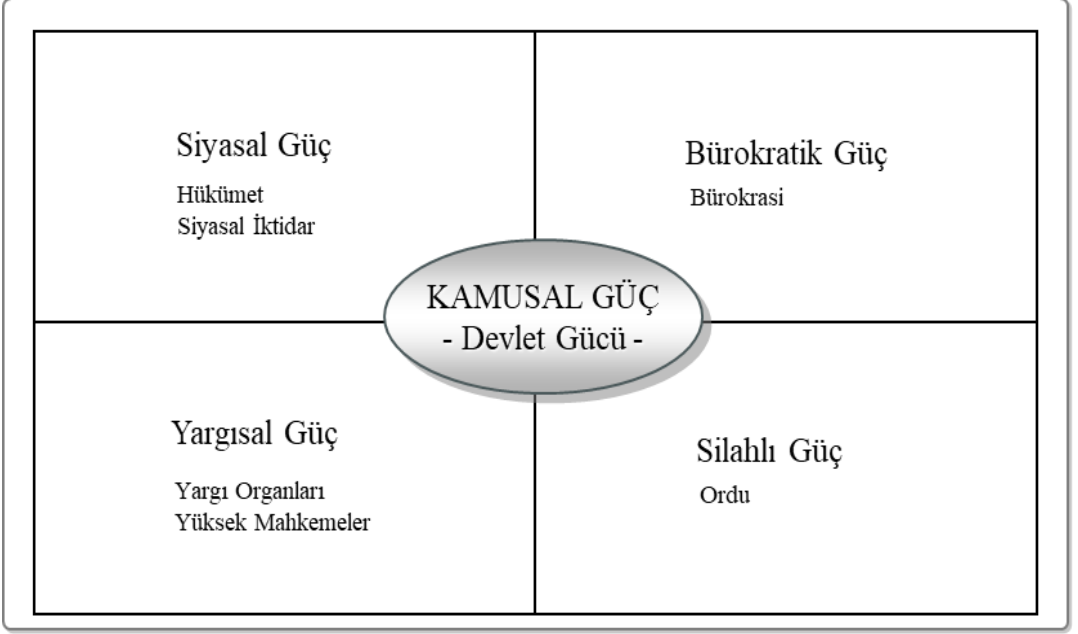 Siyasal Güç
Hükümet
Siyasal İktidar
Bürokratik Güç
Bürokrasi
KAMUSAL GÜÇ
- Devlet Gücü -
Yargısal Güç
Yargı Organları
Yüksek Mahkemeler
Silahlı Güç
Ordu